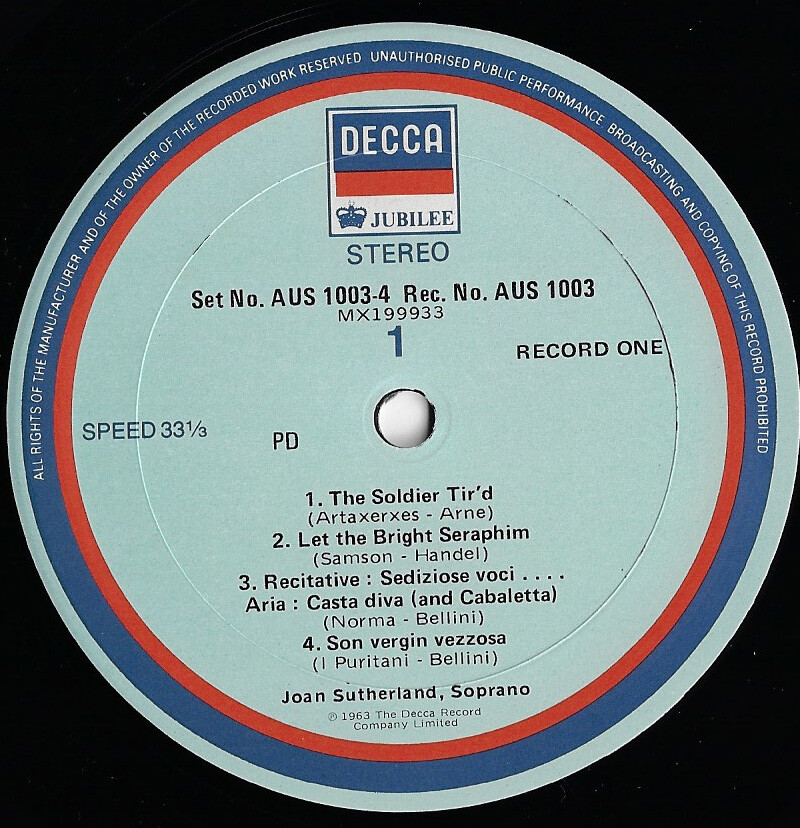 ALL RIGHTS OF THE MANUFACTURER AND OF THE OWNER OF THE RECORDED WORK RESERVED UNAUTHORISED PUBLIC PERFORMANCE BROADCASTING AND COPYING OF THIS RECORD PROHIBITED
DECCA
JUBILEE
STEREO
Set No. AUS 1003-4 Rec. No. AUS 1003
MX199933
1
RECORD ONE
SPEED 33⅓
PD
1. The Soldier Tir'd
(Artaxerxes - Arne)
2. Let the Bright Seraphim
(Samson - Handel)
3. Recitative : Sediziose voci . . . .
Aria : Casta diva (and Cabaletta)
(Norma - Bellini)
4. Son vergin vezzosa
(I Puritani - Bellini)
Joan Sutherland, Soprano
℗ 1963 The Decca Record
Company Limited